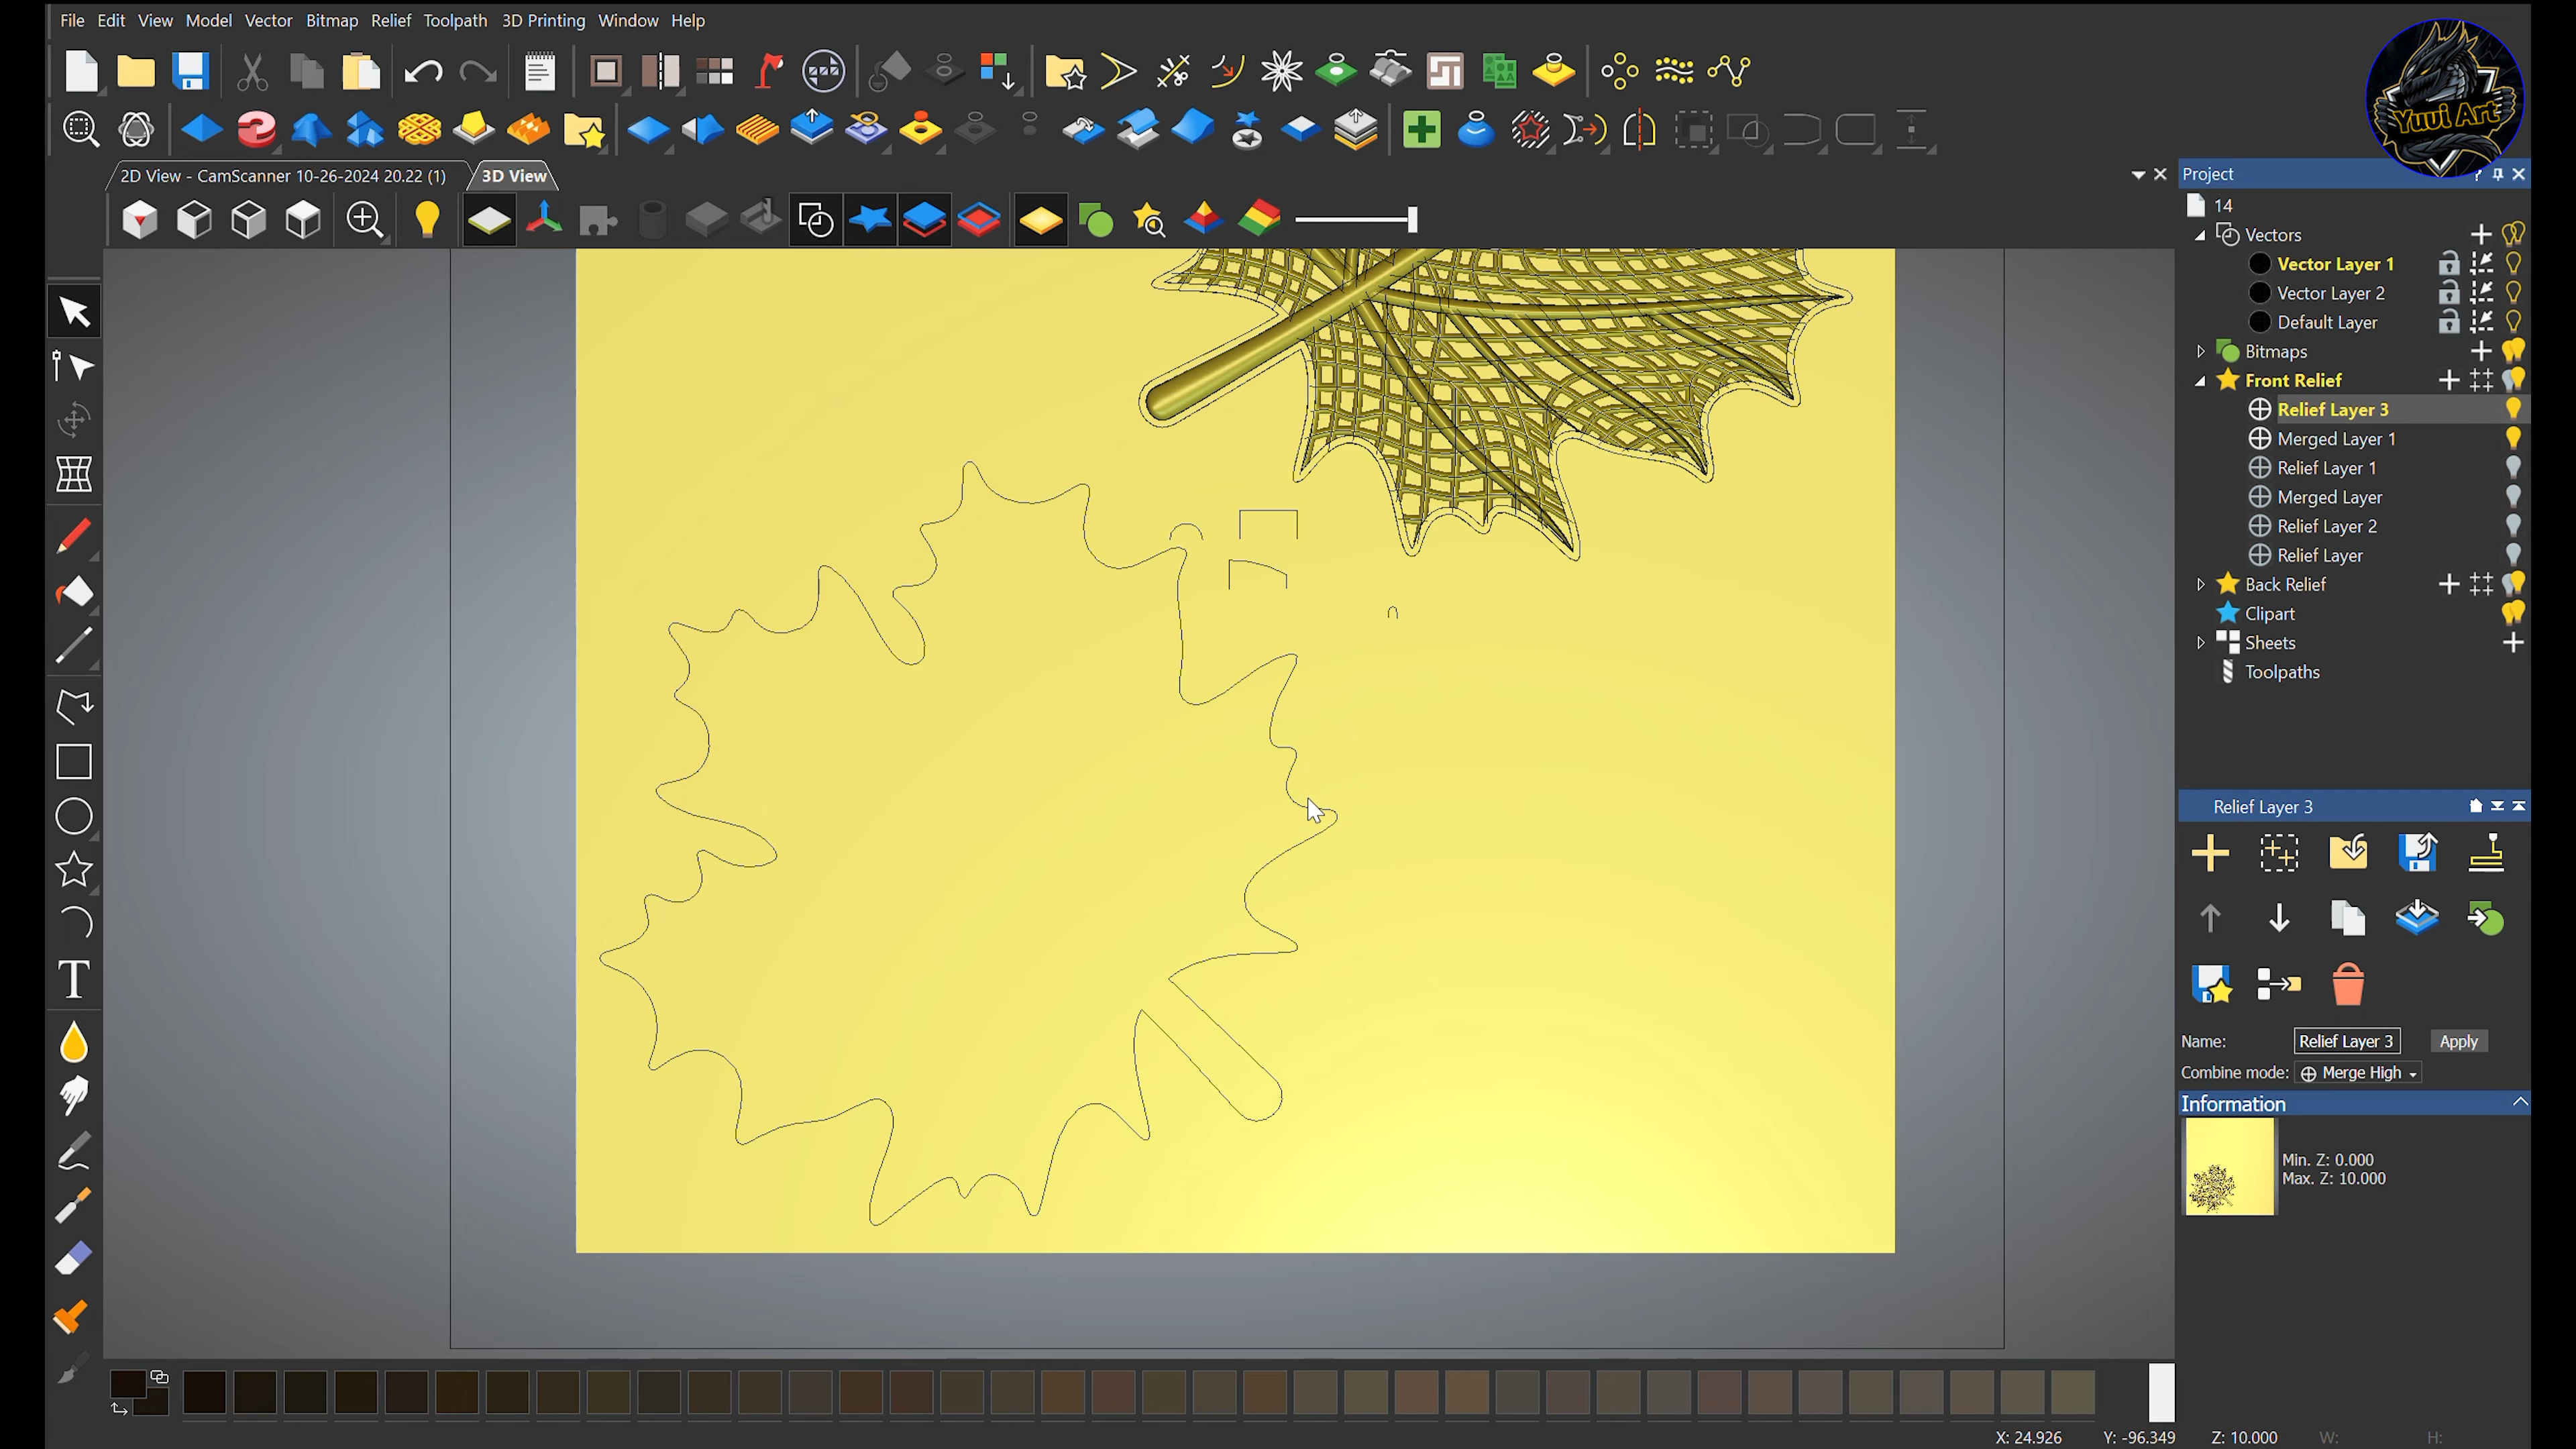 File Edit View Model Vector Bitmap Relief Toolpath 3D Printing Window Help
Yuui Art
2D View - CamScanner 10-26-2024 20.22 (1) 3D View
Project
14
Vectors
Vector Layer 1
Vector Layer 2
Default Layer
Bitmaps
Front Relief
Relief Layer 3
Merged Layer 1
Relief Layer 1
Merged Layer
Relief Layer 2
Relief Layer
Back Relief
Clipart
Sheets
Toolpaths
Relief Layer 3
Name: Relief Layer 3 Apply
Combine mode: Merge High
Information
Min. Z: 0.000
Max. Z: 10.000
X: 24.926 Y: -96.349 Z: 10.000 W: H: